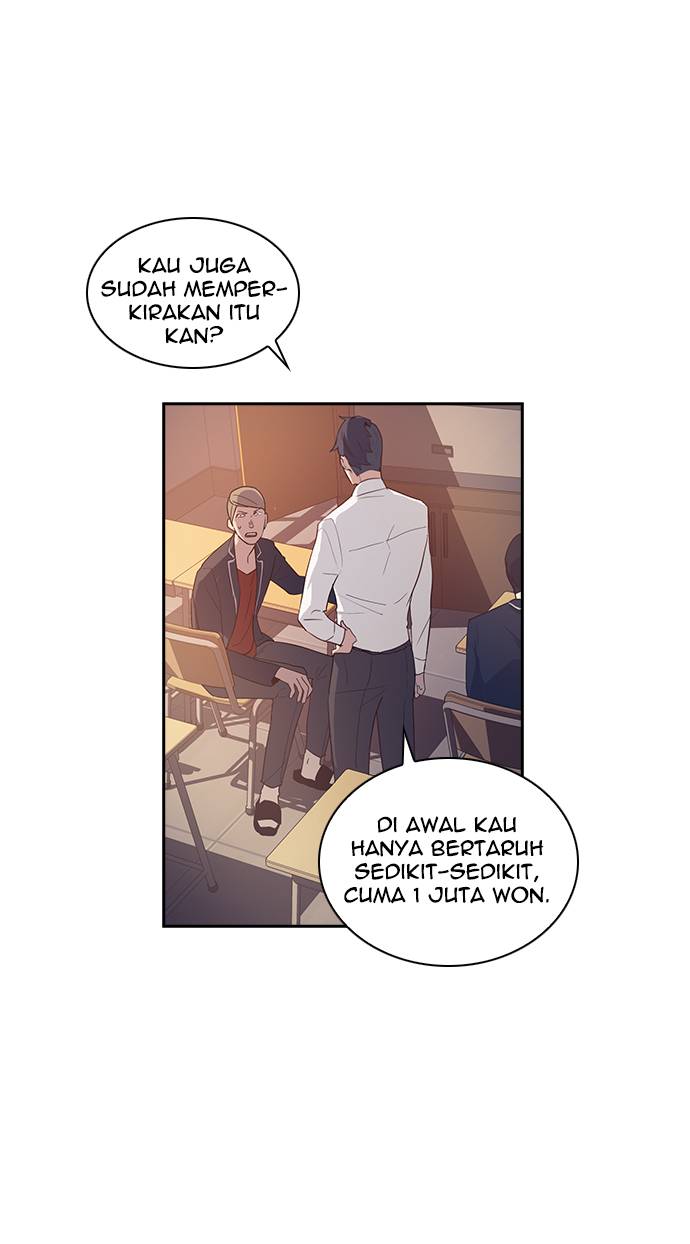 KAU JUGA
SUDAH MEMPER-
KIRAKAN ITU
KAN?
DI AWAL KAU
HANYA BERTARUH
SEDIKIT-SEDIKIT,
CUMA 1 JUTA WON.